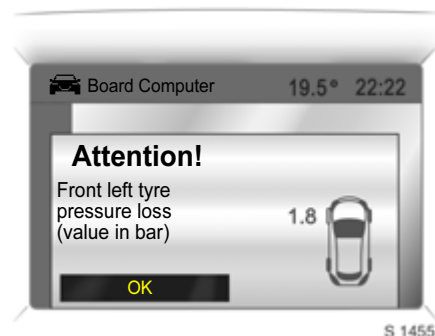 Board Computer 19.5° 22:22
Attention!
Front left tyre
pressure loss
(value in bar)
1.8
OK
S 1455